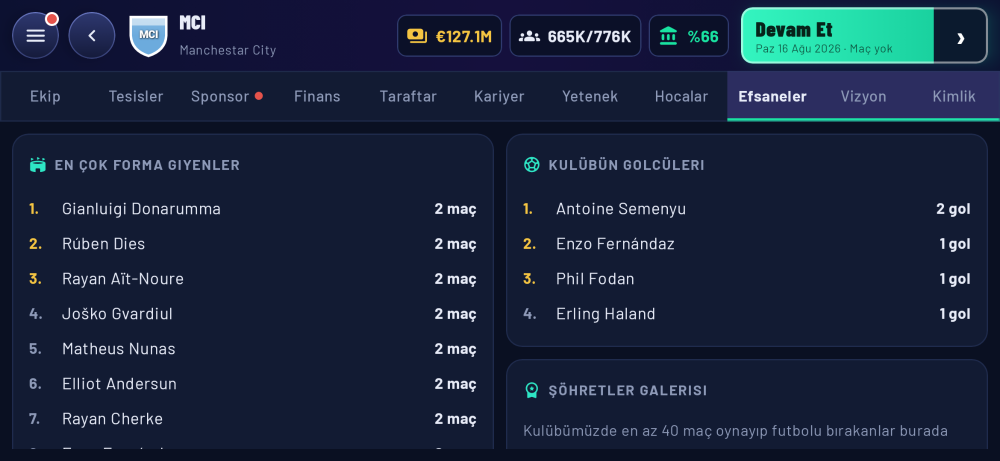 MCI
MCI
Manchestar City
€127.1M
665K/776K
%66
Devam Et
Paz 16 Ağu 2026 · Maç yok
Ekip
Tesisler
Sponsor
Finans
Taraftar
Kariyer
Yetenek
Hocalar
Efsaneler
Vizyon
Kimlik
EN ÇOK FORMA GIYENLER
1. Gianluigi Donarumma 2 maç
2. Rúben Dies 2 maç
3. Rayan Aït-Noure 2 maç
4. Joško Gvardiul 2 maç
5. Matheus Nunas 2 maç
6. Elliot Andersun 2 maç
7. Rayan Cherke 2 maç
KULÜBÜN GOLCÜLERI
1. Antoine Semenyu 2 gol
2. Enzo Fernándaz 1 gol
3. Phil Fodan 1 gol
4. Erling Haland 1 gol
ŞÖHRETLER GALERISI
Kulübümüzde en az 40 maç oynayıp futbolu bırakanlar burada